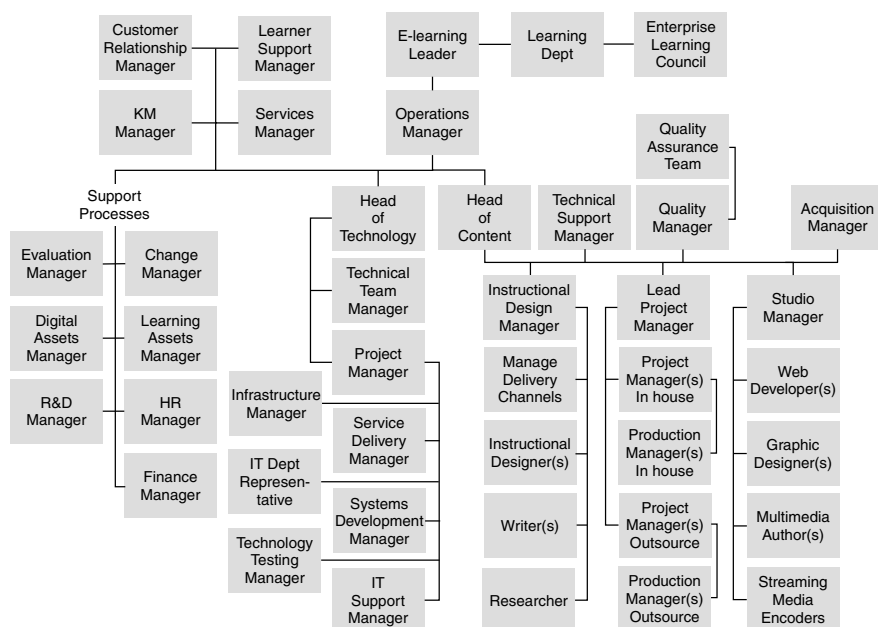 Customer
Relationship
Manager
Learner
Support
Manager
E-learning
Leader
Learning
Dept
Enterprise
Learning
Council
KM
Manager
Services
Manager
Operations
Manager
Quality
Assurance
Team
Support
Processes
Head
of
Technology
Head
of
Content
Technical
Support
Manager
Quality
Manager
Acquisition
Manager
Evaluation
Manager
Change
Manager
Technical
Team
Manager
Instructional
Design
Manager
Lead
Project
Manager
Studio
Manager
Digital
Assets
Manager
Learning
Assets
Manager
Project
Manager
Manage
Delivery
Channels
Project
Manager(s)
In house
Web
Developer(s)
R&D
Manager
HR
Manager
Infrastructure
Manager
Service
Delivery
Manager
Instructional
Designer(s)
Production
Manager(s)
In house
Graphic
Designer(s)
Finance
Manager
IT Dept
Represen-
tative
Systems
Development
Manager
Writer(s)
Project
Manager(s)
Outsource
Multimedia
Author(s)
Technology
Testing
Manager
IT
Support
Manager
Researcher
Production
Manager(s)
Outsource
Streaming
Media
Encoders